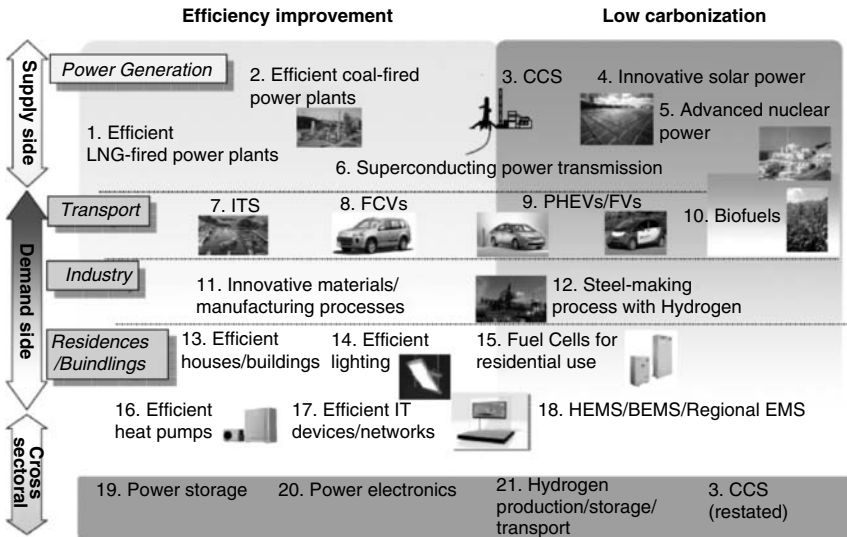 Efficiency improvement
Low carbonization
Supply side
Power Generation
1. Efficient
LNG-fired power plants
2. Efficient coal-fired
power plants
3. CCS
4. Innovative solar power
5. Advanced nuclear
power
6. Superconducting power transmission
Demand side
Transport
7. ITS
8. FCVs
9. PHEVs/FVs
10. Biofuels
Industry
11. Innovative materials/
manufacturing processes
12. Steel-making
process with Hydrogen
Residences
/Buindlings
13. Efficient
houses/buildings
14. Efficient
lighting
15. Fuel Cells for
residential use
16. Efficient
heat pumps
17. Efficient IT
devices/networks
18. HEMS/BEMS/Regional EMS
Cross
sectoral
19. Power storage
20. Power electronics
21. Hydrogen
production/storage/
transport
3. CCS
(restated)